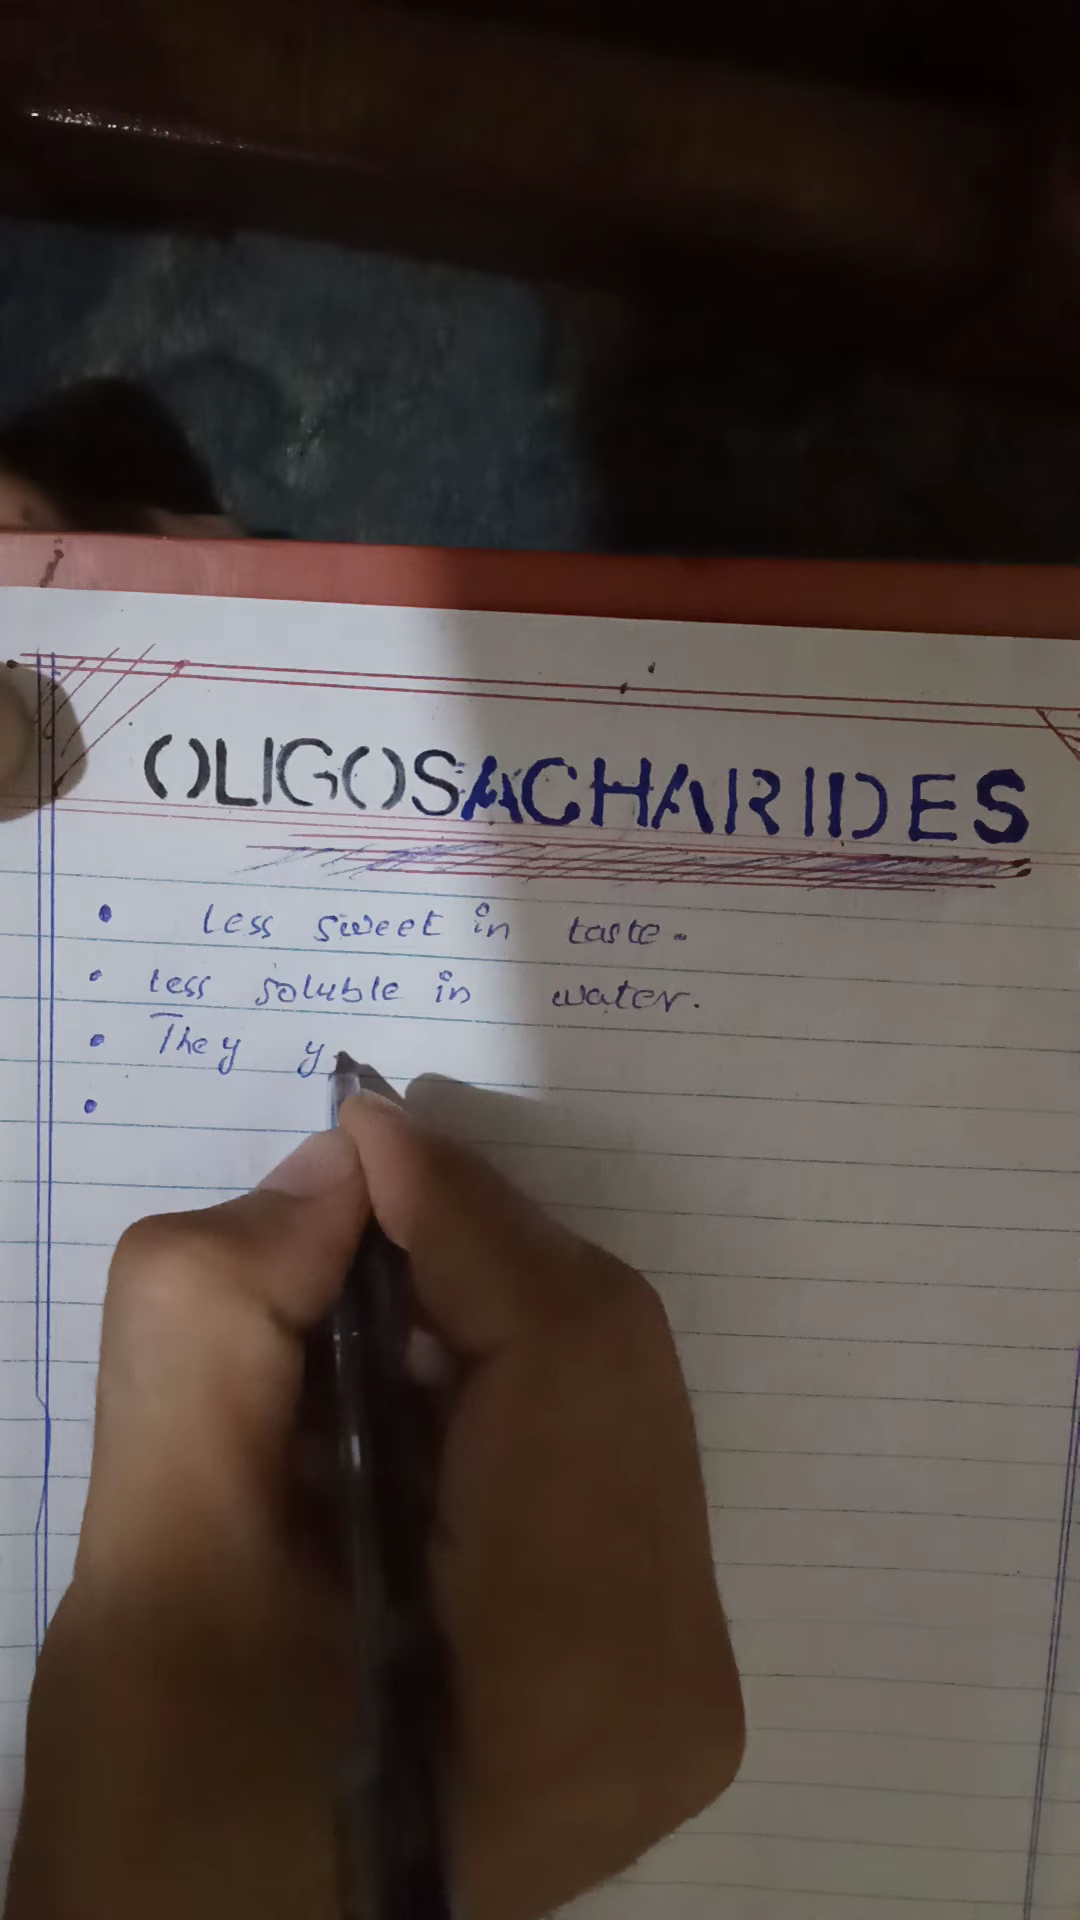 OLIGOSACHARIDES
• Less sweet in taste.
• Less soluble in water.
• They y
•